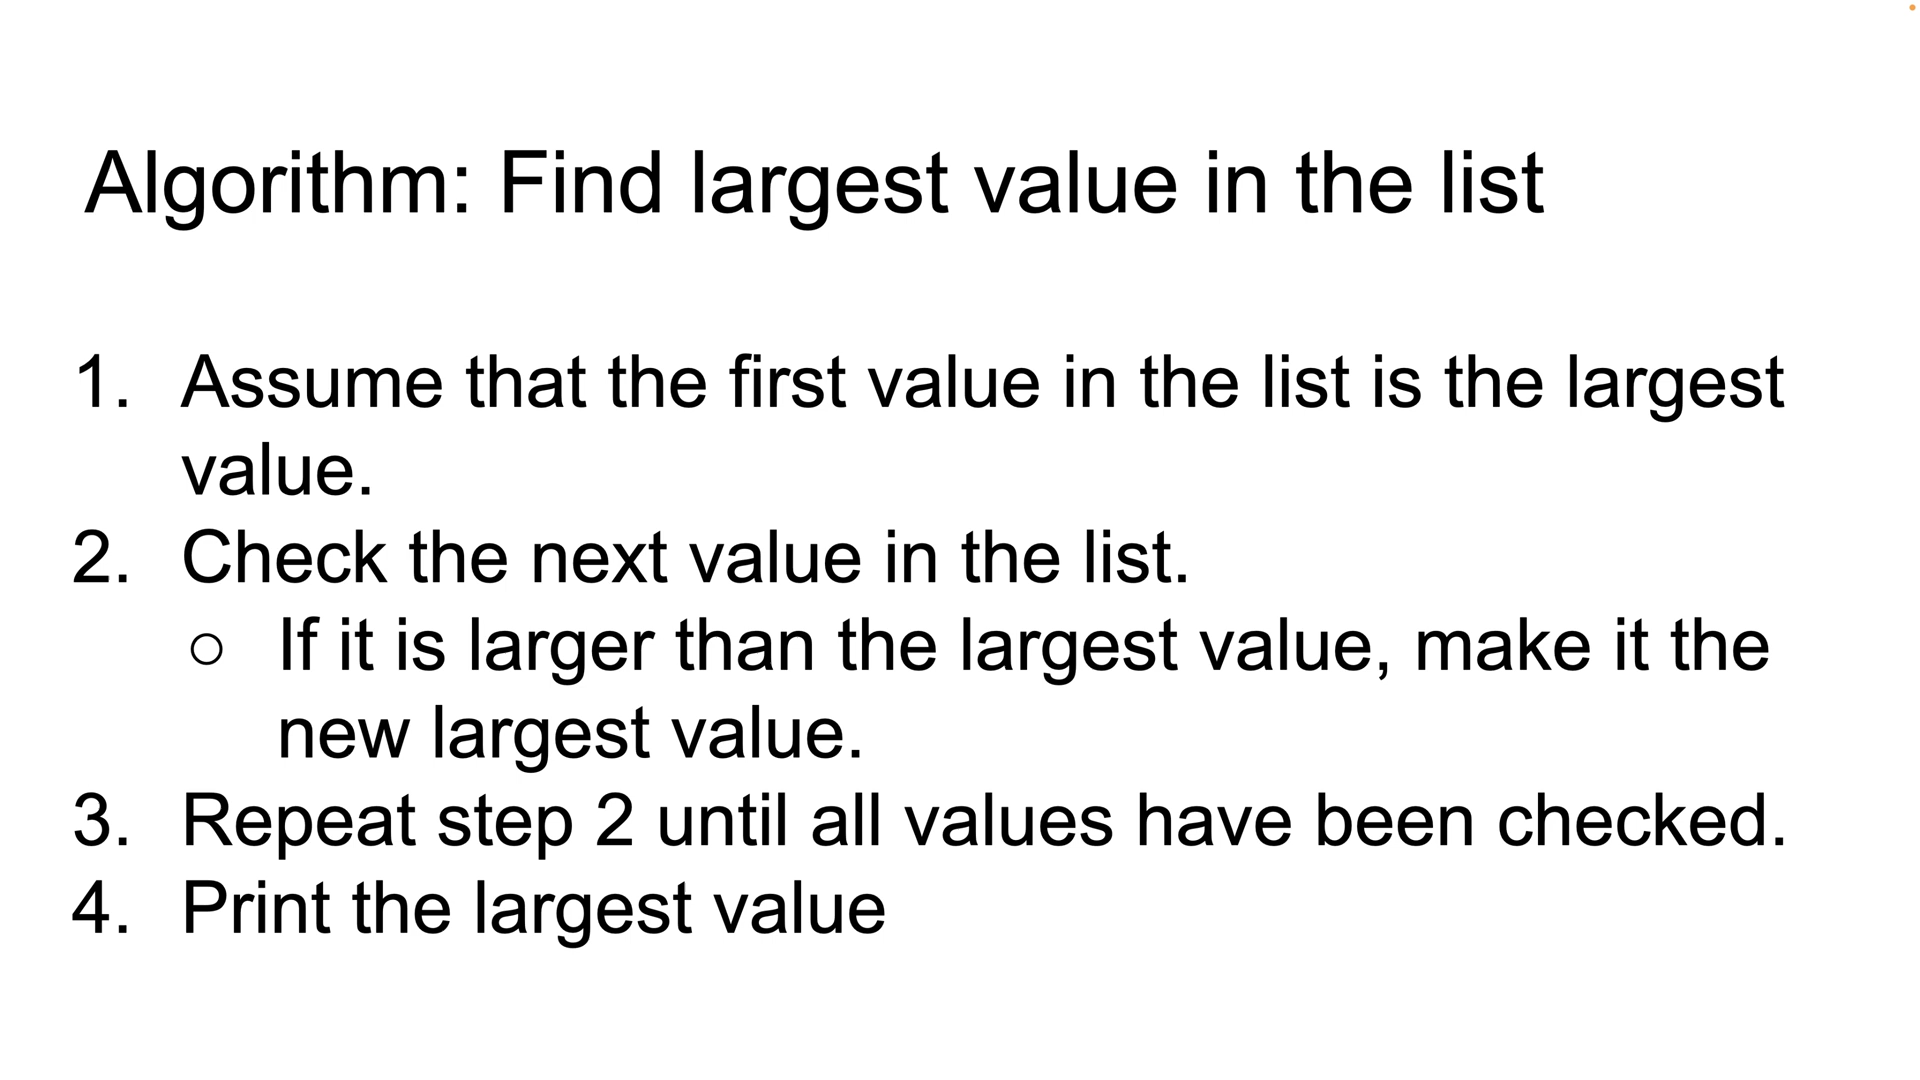 Algorithm: Find largest value in the list
1. Assume that the first value in the list is the largest
value.
2. Check the next value in the list.
○ If it is larger than the largest value, make it the
new largest value.
3. Repeat step 2 until all values have been checked.
4. Print the largest value